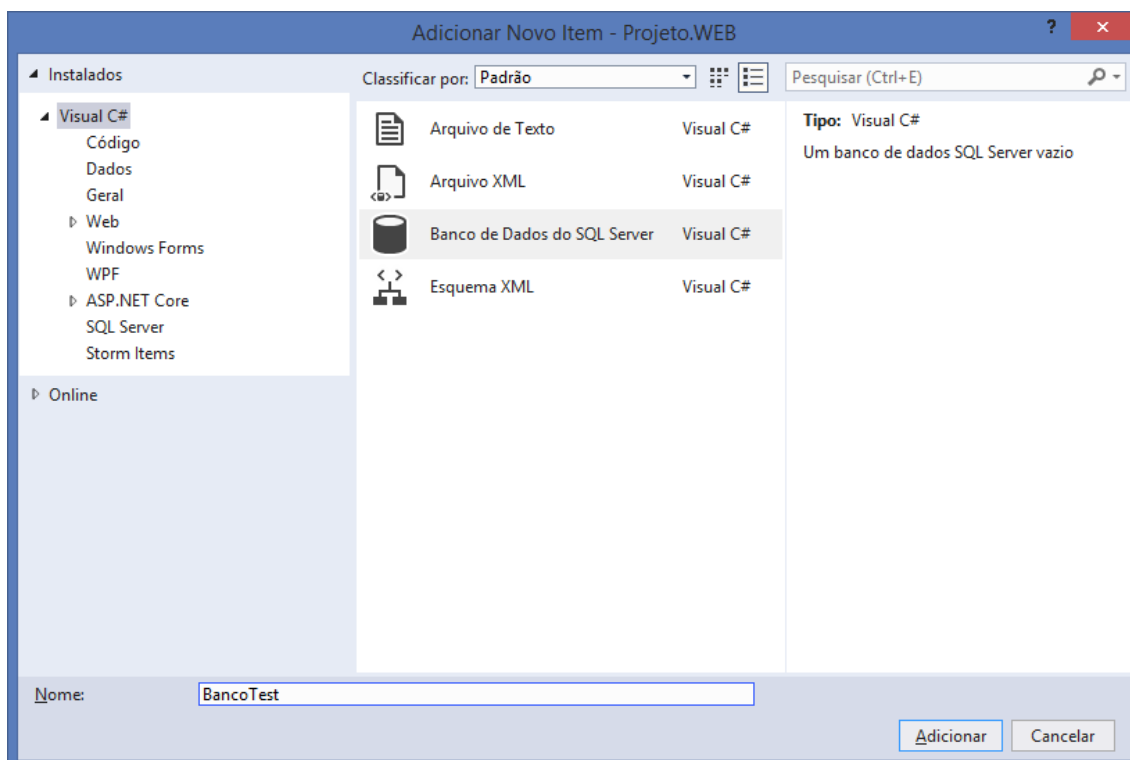 Adicionar Novo Item - Projeto.WEB
?
Instalados
Classificar por: Padrão
Pesquisar (Ctrl+E)
Visual C#
Código
Dados
Geral
Web
Windows Forms
WPF
ASP.NET Core
SQL Server
Storm Items
Online
Arquivo de Texto Visual C#
Arquivo XML Visual C#
Banco de Dados do SQL Server Visual C#
Esquema XML Visual C#
Tipo: Visual C#
Um banco de dados SQL Server vazio
Nome: BancoTest
Adicionar Cancelar